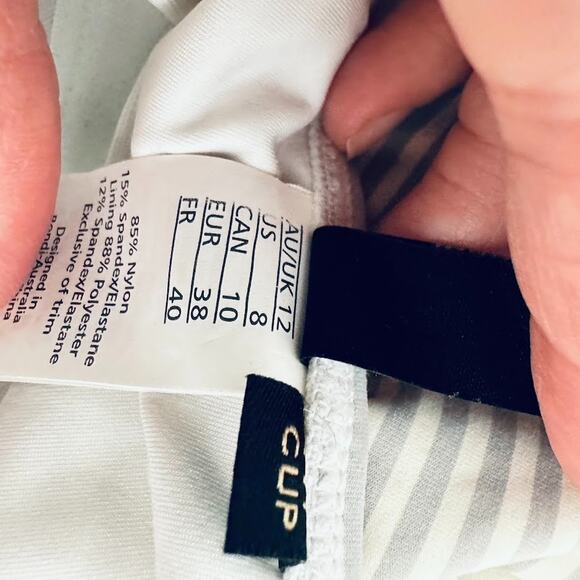 AU/UK 12
US 8
CAN 10
EUR 38
FR 40
85% Nylon
15% Spandex/Elastane
Lining 88% Polyester
12% Spandex/Elastane
Exclusive of trim
Designed in
Australia
CUP